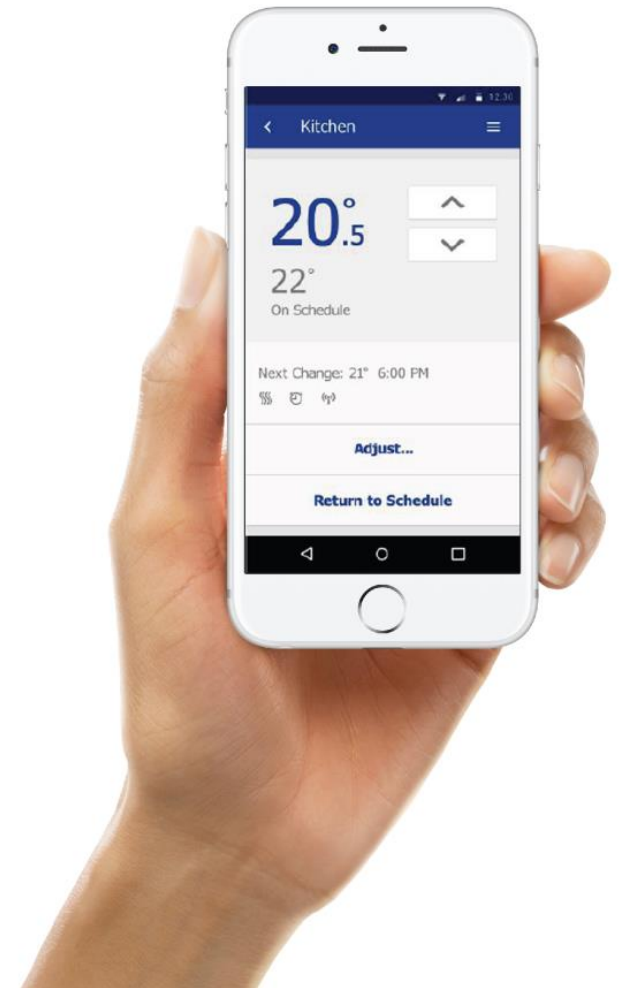 12:30
Kitchen
20°.5
22°
On Schedule
Next Change: 21° 6:00 PM
Adjust...
Return to Schedule